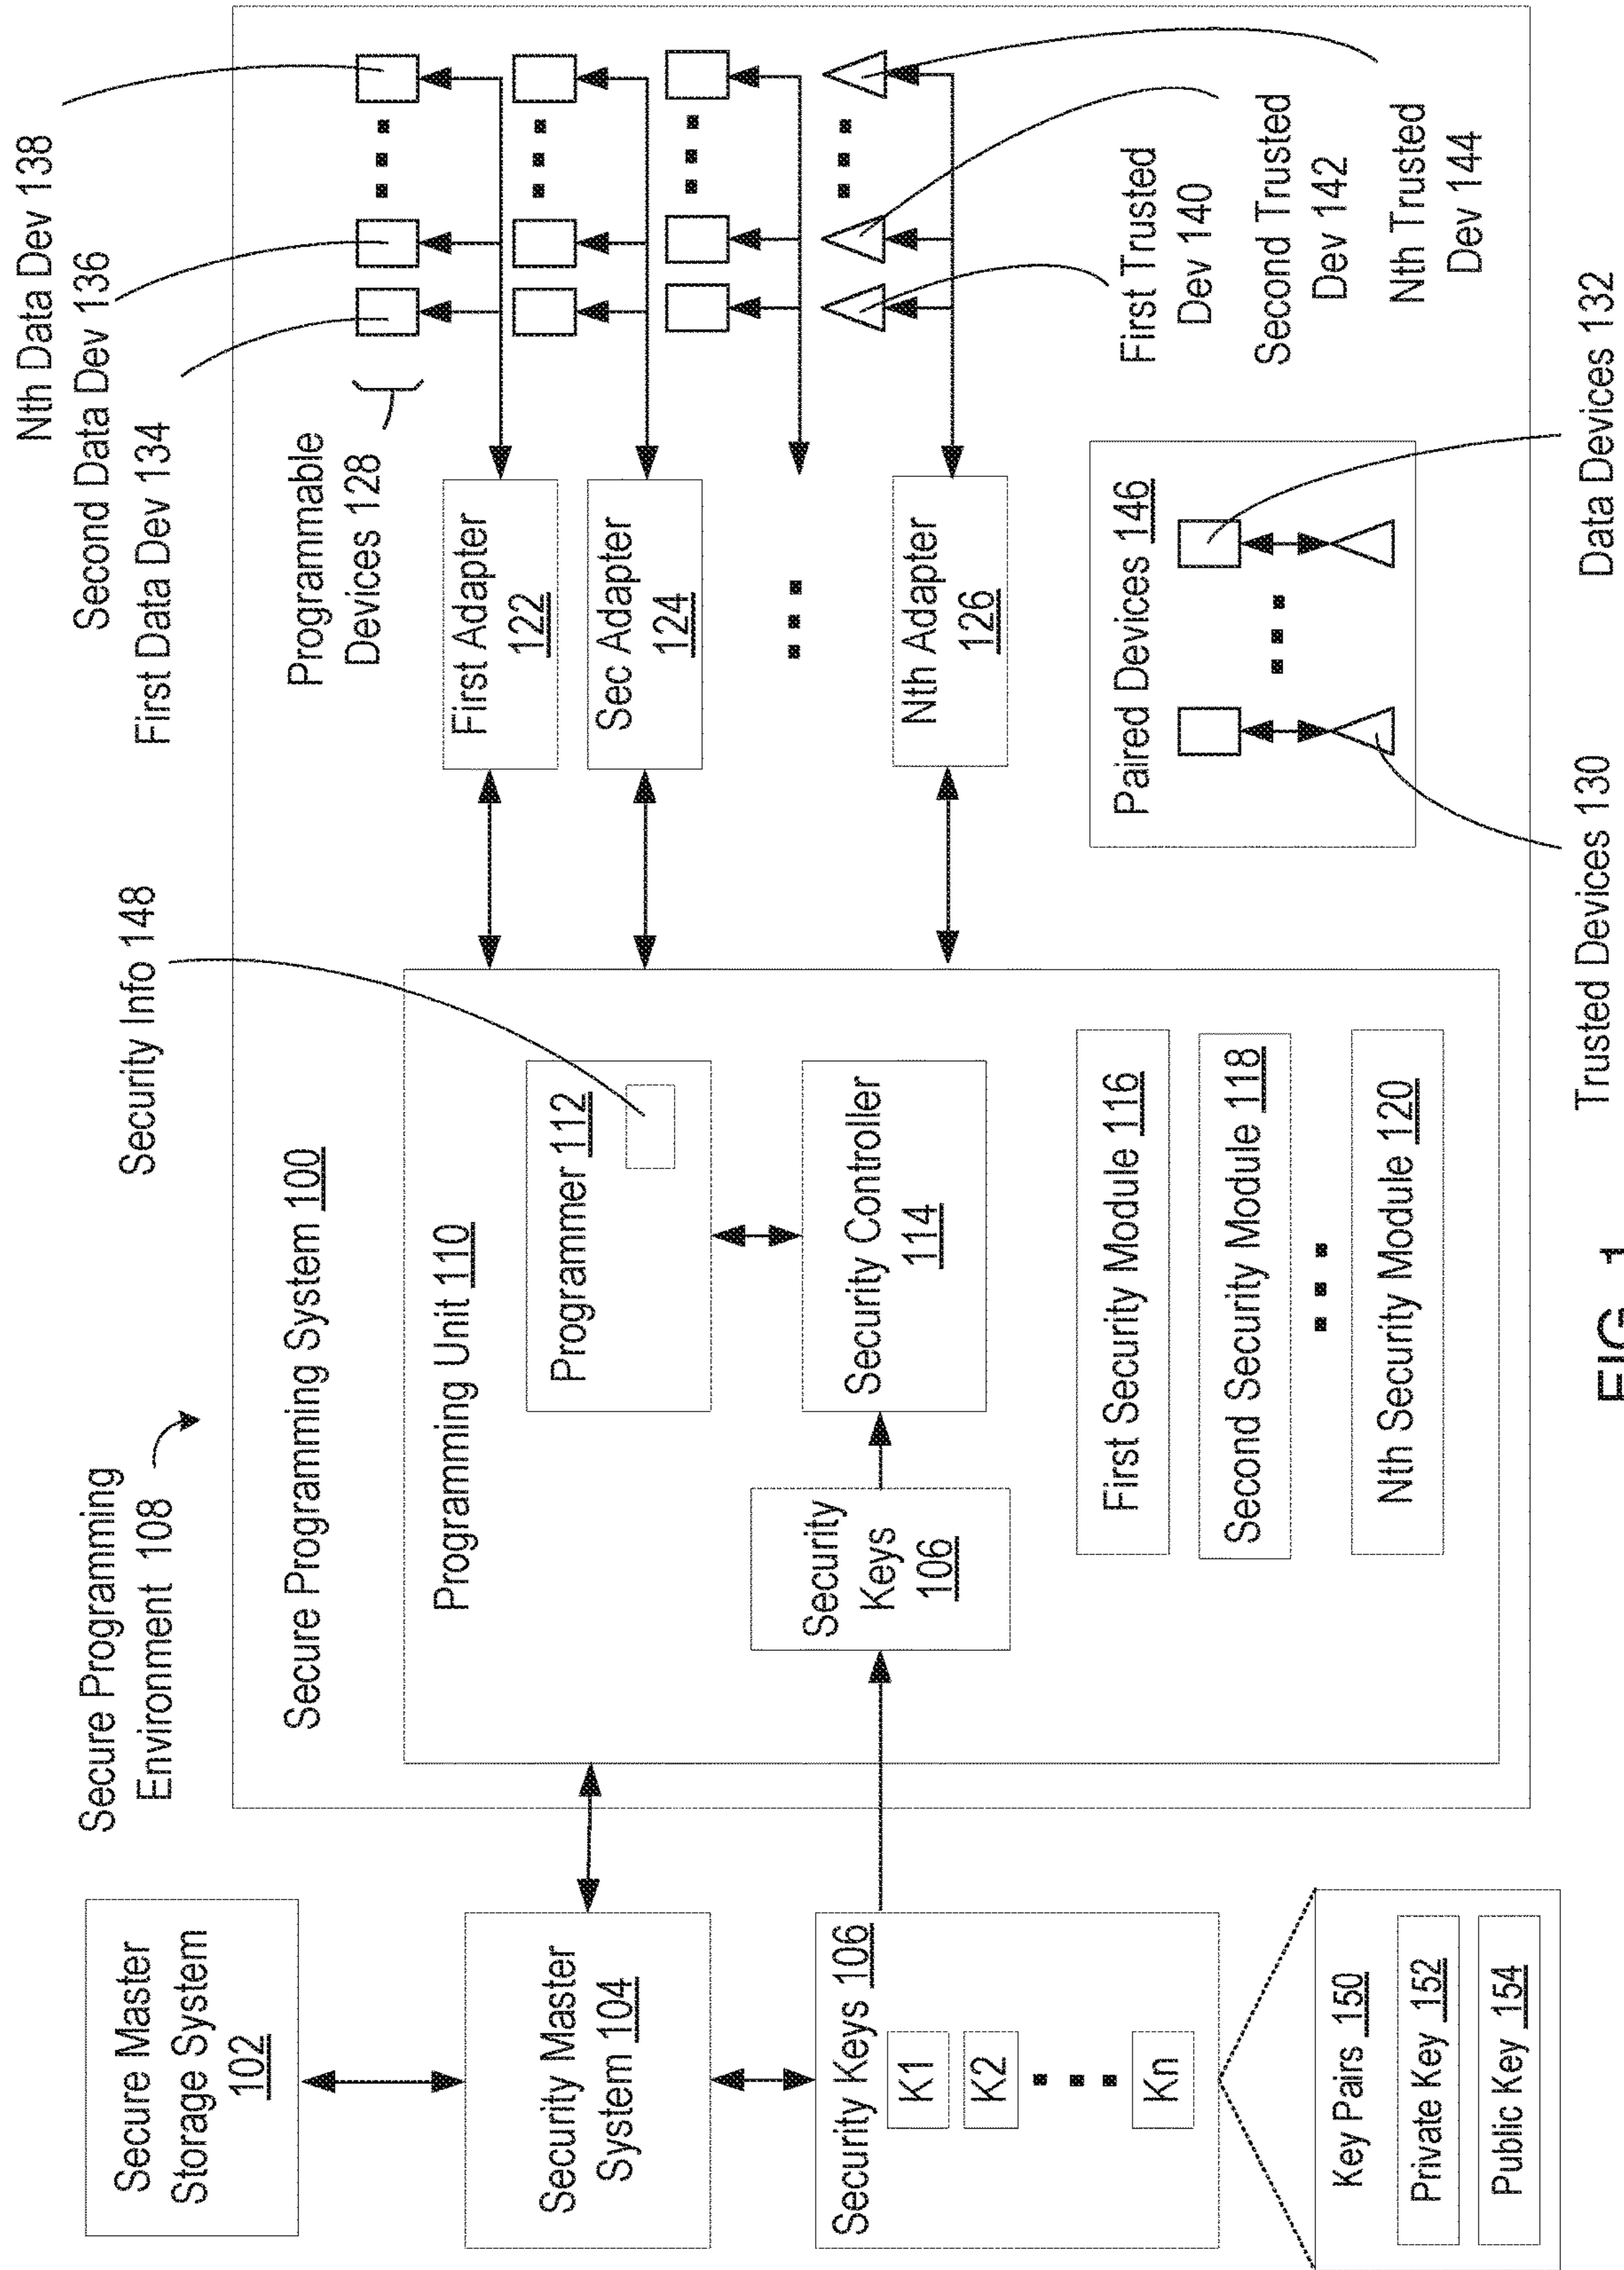 Secure Master
Storage System
102
Security Master
System 104
Security Keys 106
K1
K2
Kn
Key Pairs 150
Private Key 152
Public Key 154
Secure Programming
Environment 108
Secure Programming System 100
Programming Unit 110
Programmer 112
Security Info 148
Security
Keys
106
Security Controller
114
First Security Module 116
Second Security Module 118
Nth Security Module 120
First Adapter
122
Sec Adapter
124
Nth Adapter
126
Programmable
Devices 128
Nth Data Dev 138
Second Data Dev 136
First Data Dev 134
First Trusted
Dev 140
Second Trusted
Dev 142
Nth Trusted
Dev 144
Paired Devices 146
Trusted Devices 130
Data Devices 132
FIG. 1